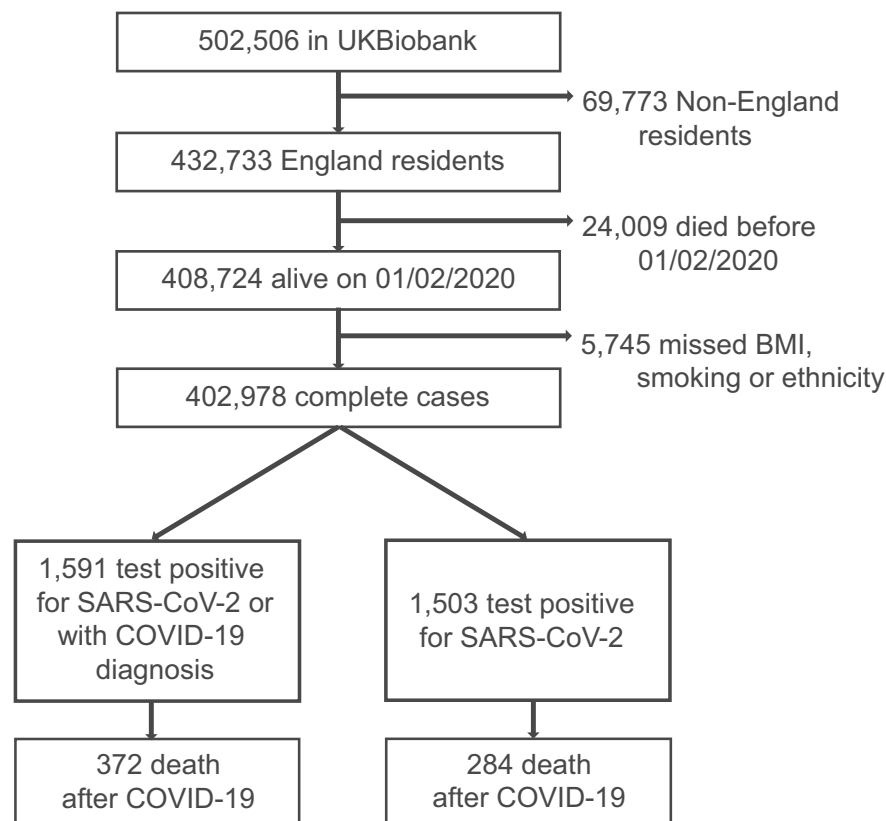 502,506 in UKBiobank
69,773 Non-England
residents
432,733 England residents
24,009 died before
01/02/2020
408,724 alive on 01/02/2020
5,745 missed BMI,
smoking or ethnicity
402,978 complete cases
1,591 test positive
for SARS-CoV-2 or
with COVID-19
diagnosis
1,503 test positive
for SARS-CoV-2
372 death
after COVID-19
284 death
after COVID-19